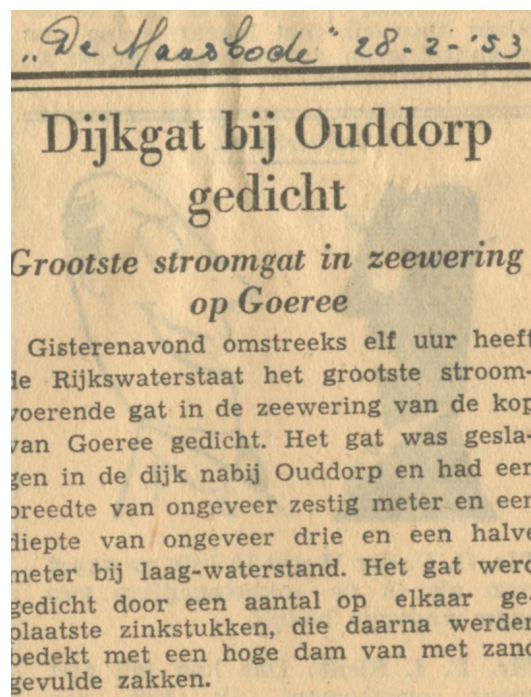 „De Maasbode" 28-2-'53
Dijkgat bij Ouddorp
gedicht
Grootste stroomgat in zeewering
op Goeree
Gisterenavond omstreeks elf uur heeft
de Rijkswaterstaat het grootste stroom-
voerende gat in de zeewering van de kop
van Goeree gedicht. Het gat was gesla-
gen in de dijk nabij Ouddorp en had een
breedte van ongeveer zestig meter en een
diepte van ongeveer drie en een halve
meter bij laag-waterstand. Het gat werd
gedicht door een aantal op elkaar ge-
plaatste zinkstukken, die daarna werden
bedekt met een hoge dam van met zand
gevulde zakken.